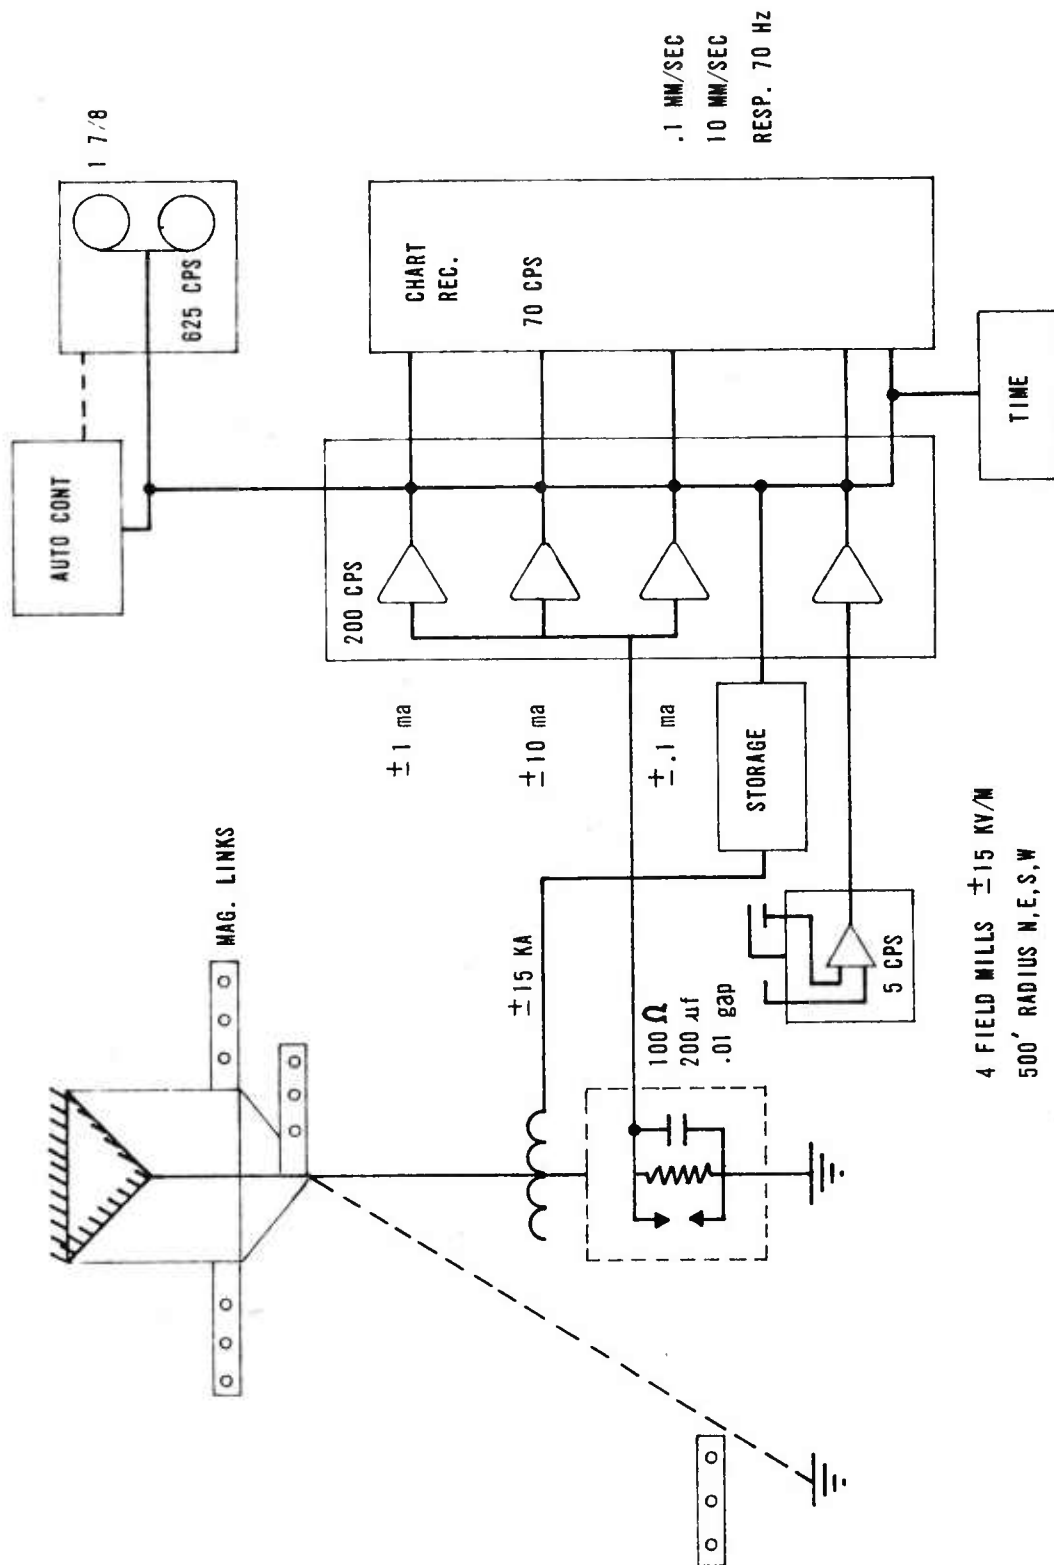 MAG. LINKS
±15 KA
100 Ω
200 µf
.01 gap
4 FIELD MILLS ±15 KV/M
500′ RADIUS N,E,S,W
5 CPS
STORAGE
±1 ma
±10 ma
±.1 ma
200 CPS
AUTO CONT
625 CPS
1 7/8
CHART
REC.
70 CPS
TIME
.1 MM/SEC
10 MM/SEC
RESP. 70 Hz